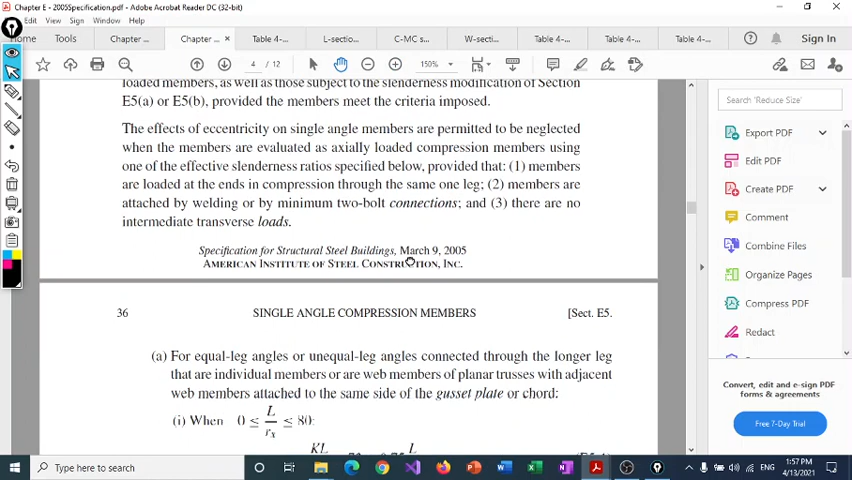 Chapter E - 2005Specification.pdf - Adobe Acrobat Reader DC (32-bit)
Edit View Sign Window Help
Home Tools Chapter ... Chapter ... × Table 4-... L-sectio... C-MC s... W-sectio... Table 4-... Table 4-... Table 4-... Sign In
4 / 12 150%
loaded members, as well as those subject to the slenderness modification of Section
E5(a) or E5(b), provided the members meet the criteria imposed.
The effects of eccentricity on single angle members are permitted to be neglected
when the members are evaluated as axially loaded compression members using
one of the effective slenderness ratios specified below, provided that: (1) members
are loaded at the ends in compression through the same one leg; (2) members are
attached by welding or by minimum two-bolt connections; and (3) there are no
intermediate transverse loads.
Specification for Structural Steel Buildings, March 9, 2005
AMERICAN INSTITUTE OF STEEL CONSTRUCTION, INC.
36 SINGLE ANGLE COMPRESSION MEMBERS [Sect. E5.
(a) For equal-leg angles or unequal-leg angles connected through the longer leg
that are individual members or are web members of planar trusses with adjacent
web members attached to the same side of the gusset plate or chord:
(i) When 0 ≤ L/rx ≤ 80:
KL L
Search 'Reduce Size'
Export PDF
Edit PDF
Create PDF
Comment
Combine Files
Organize Pages
Compress PDF
Redact
Convert, edit and e-sign PDF
forms & agreements
Free 7-Day Trial
Type here to search
ENG
1:57 PM
4/13/2021